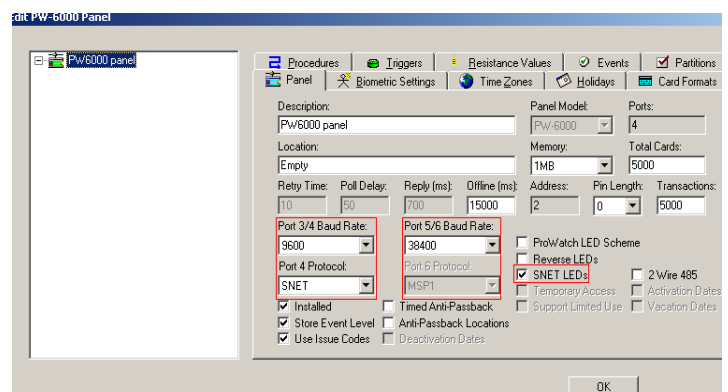 Edit PW-6000 Panel
PW6000 panel
Procedures Triggers Resistance Values Events Partitions
Panel Biometric Settings Time Zones Holidays Card Formats
Description: Panel Model: Ports:
PW6000 panel PW-6000 4
Location: Memory: Total Cards:
Empty 1MB 5000
Retry Time: Poll Delay: Reply (ms): Offline (ms): Address: Pin Length: Transactions:
10 50 700 15000 2 0 5000
Port 3/4 Baud Rate: Port 5/6 Baud Rate:
9600 38400 ProWatch LED Scheme
Reverse LEDs
Port 4 Protocol: Port 6 Protocol: SNET LEDs 2 Wire 485
SNET MSP1 Temporary Access Activation Dates
Installed Timed Anti-Passback Support Limited Use Vacation Dates
Store Event Level Anti-Passback Locations
Use Issue Codes Deactivation Dates
OK